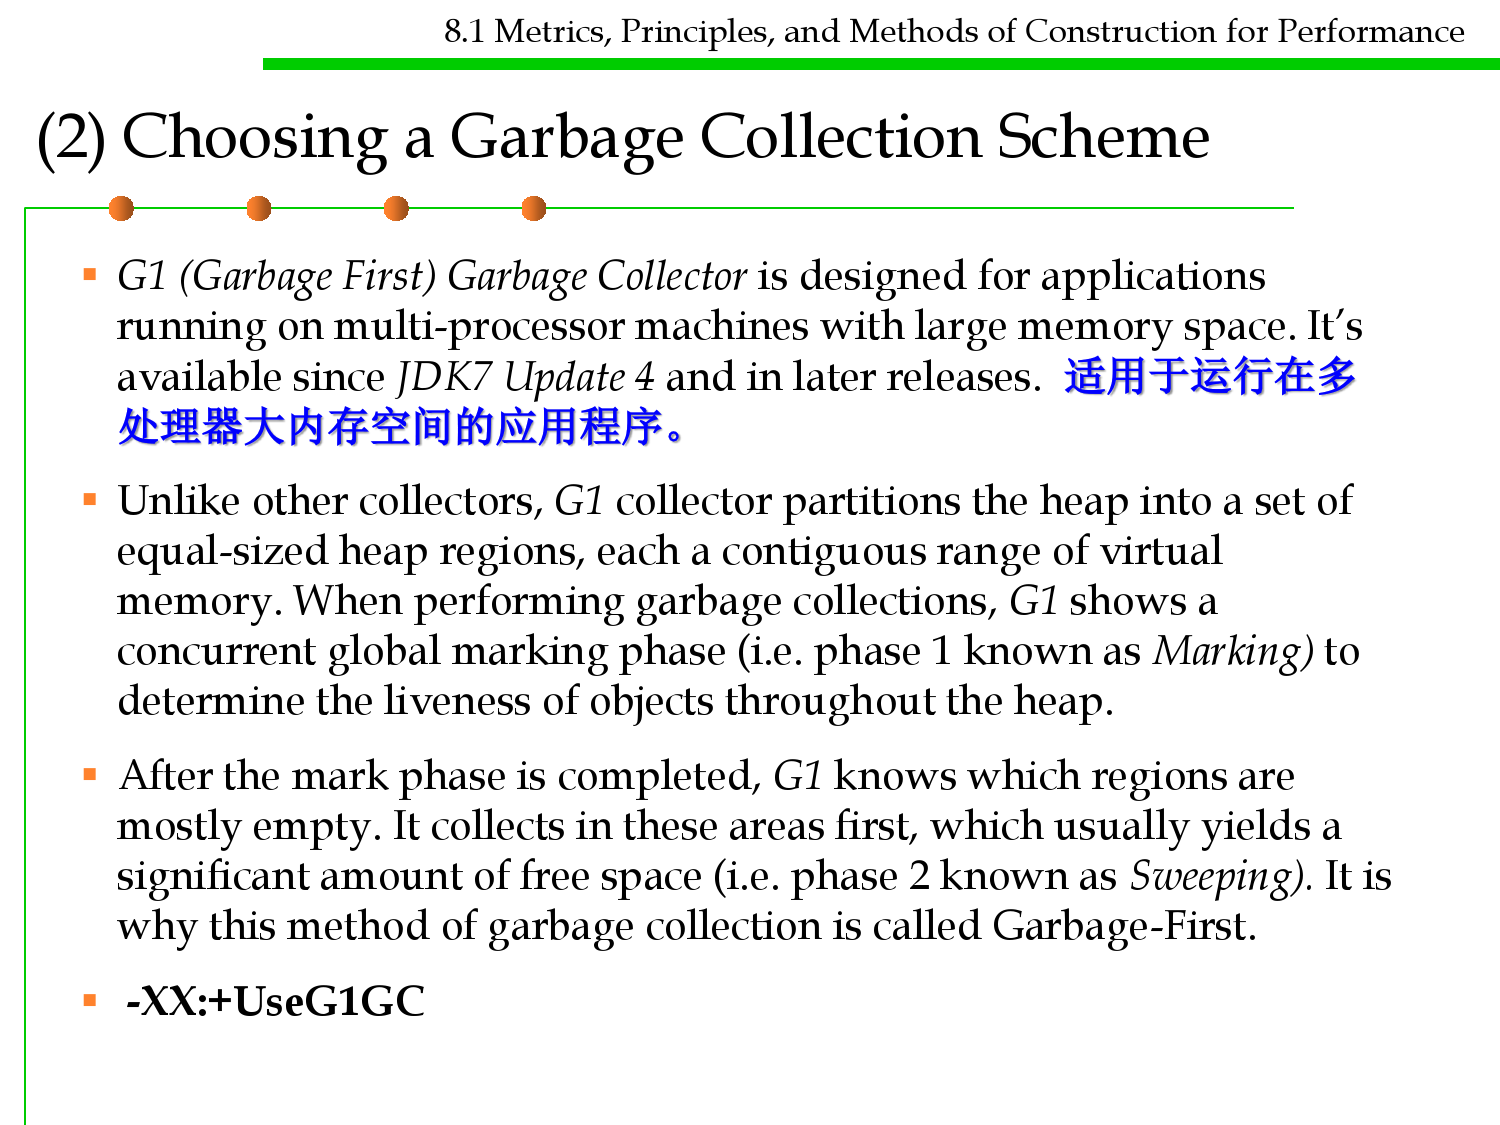 8.1 Metrics, Principles, and Methods of Construction for Performance
(2) Choosing a Garbage Collection Scheme
▪ G1 (Garbage First) Garbage Collector is designed for applications
running on multi-processor machines with large memory space. It’s
available since JDK7 Update 4 and in later releases. 适用于运行在多
处理器大内存空间的应用程序。
▪ Unlike other collectors, G1 collector partitions the heap into a set of
equal-sized heap regions, each a contiguous range of virtual
memory. When performing garbage collections, G1 shows a
concurrent global marking phase (i.e. phase 1 known as Marking) to
determine the liveness of objects throughout the heap.
▪ After the mark phase is completed, G1 knows which regions are
mostly empty. It collects in these areas first, which usually yields a
significant amount of free space (i.e. phase 2 known as Sweeping). It is
why this method of garbage collection is called Garbage-First.
▪ -XX:+UseG1GC